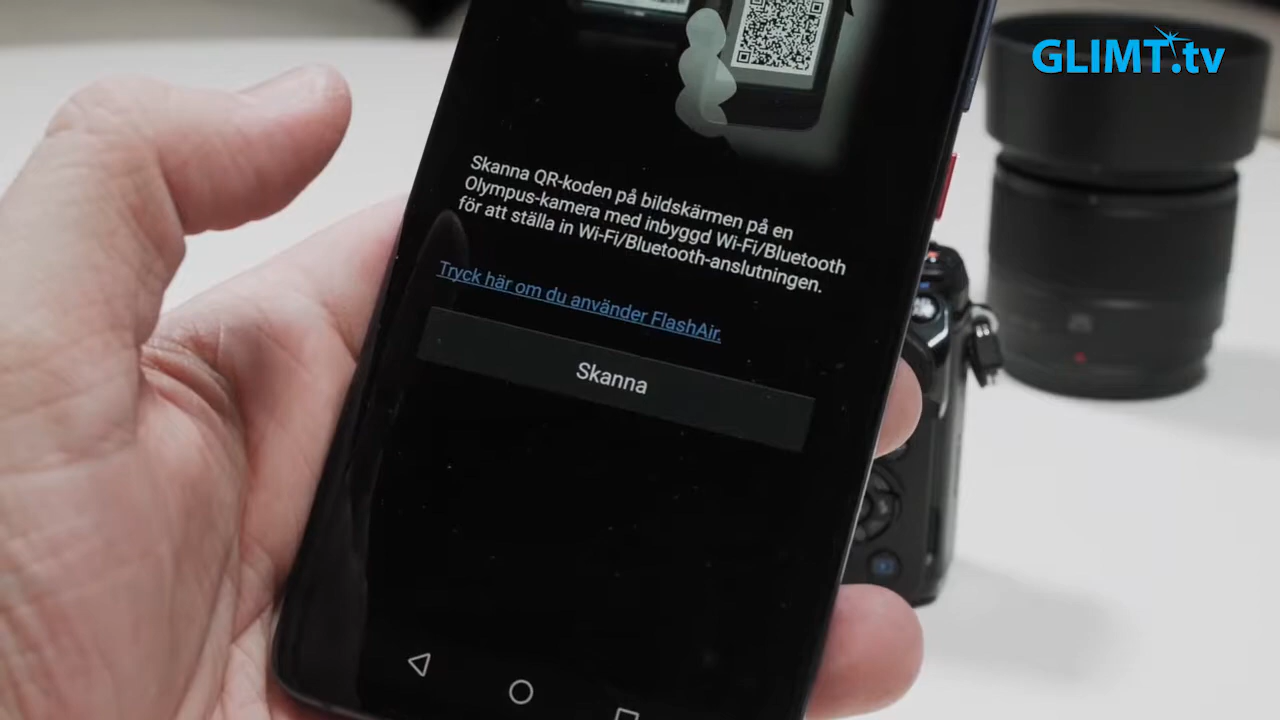 GLIMT.tv
Skanna QR-koden på bildskärmen på en
Olympus-kamera med inbyggd Wi-Fi/Bluetooth
för att ställa in Wi-Fi/Bluetooth-anslutningen.
Tryck här om du använder FlashAir.
Skanna